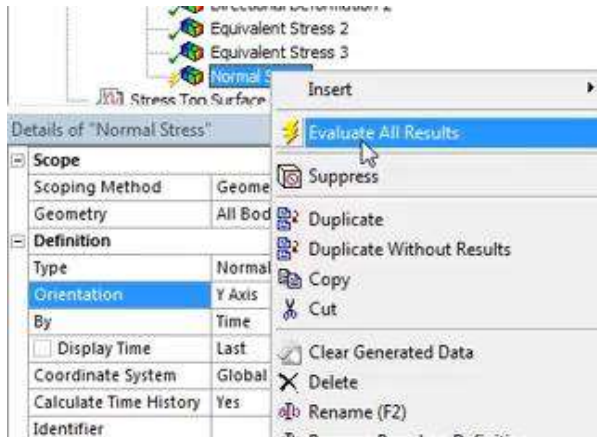 Equivalent Stress 2
Equivalent Stress 3
Normal S
Insert
Stress Top Surface
Details of "Normal Stress"
Evaluate All Results
Scope
Scoping Method Geome
Suppress
Geometry All Bod
Duplicate
Definition
Duplicate Without Results
Type Normal
Copy
Orientation Y Axis
Cut
By Time
Display Time Last
Clear Generated Data
Coordinate System Global
Delete
Calculate Time History Yes
Rename (F2)
Identifier